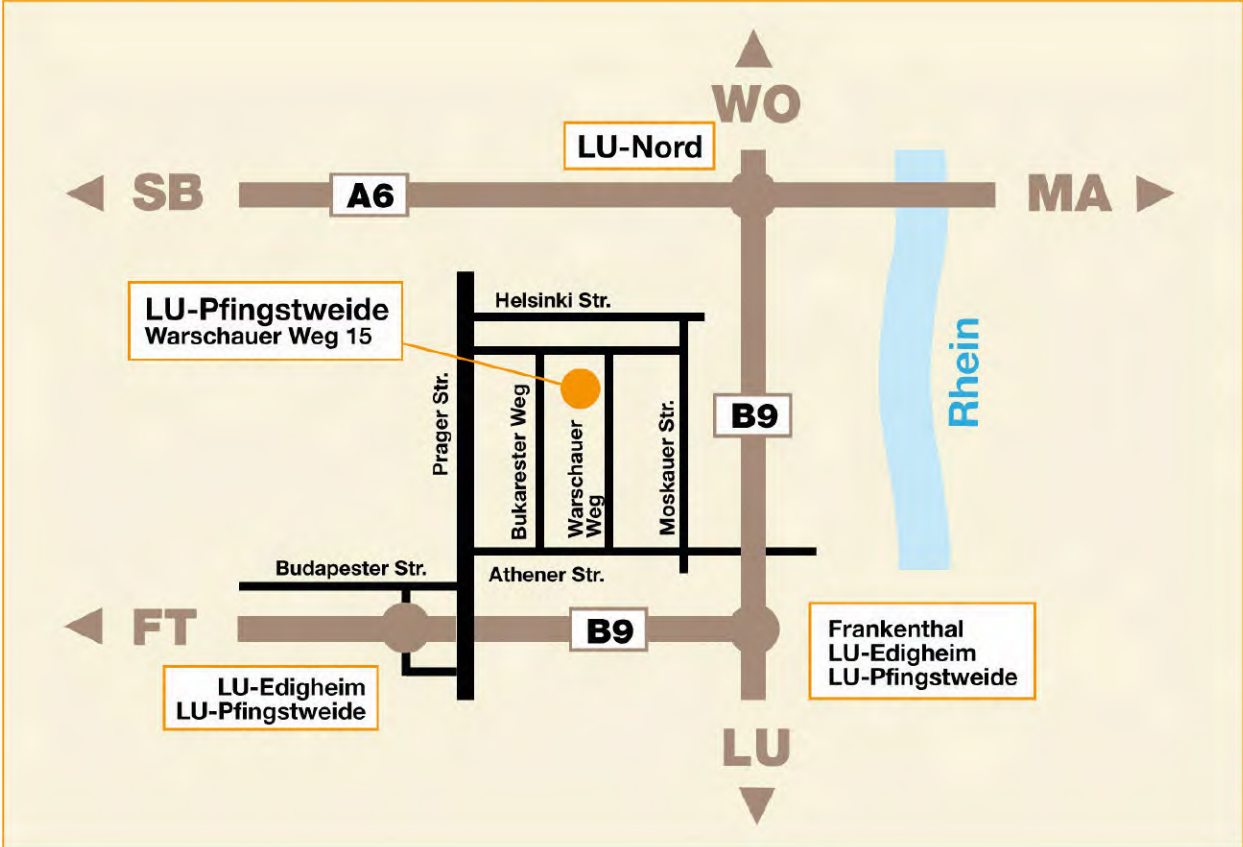 WO
LU-Nord
SB
A6
MA
LU-Pfingstweide
Warschauer Weg 15
Helsinki Str.
Prager Str.
Bukarester Weg
Warschauer
Weg
Moskauer Str.
B9
Rhein
Budapester Str.
Athener Str.
FT
B9
Frankenthal
LU-Edigheim
LU-Pfingstweide
LU-Edigheim
LU-Pfingstweide
LU